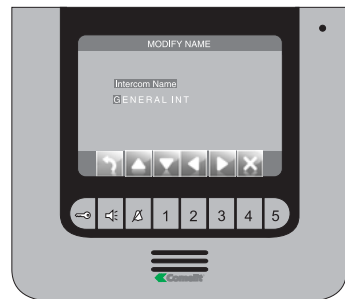 MODIFY NAME
Intercom Name
GENERAL INT
1 2 3 4 5
Comelit